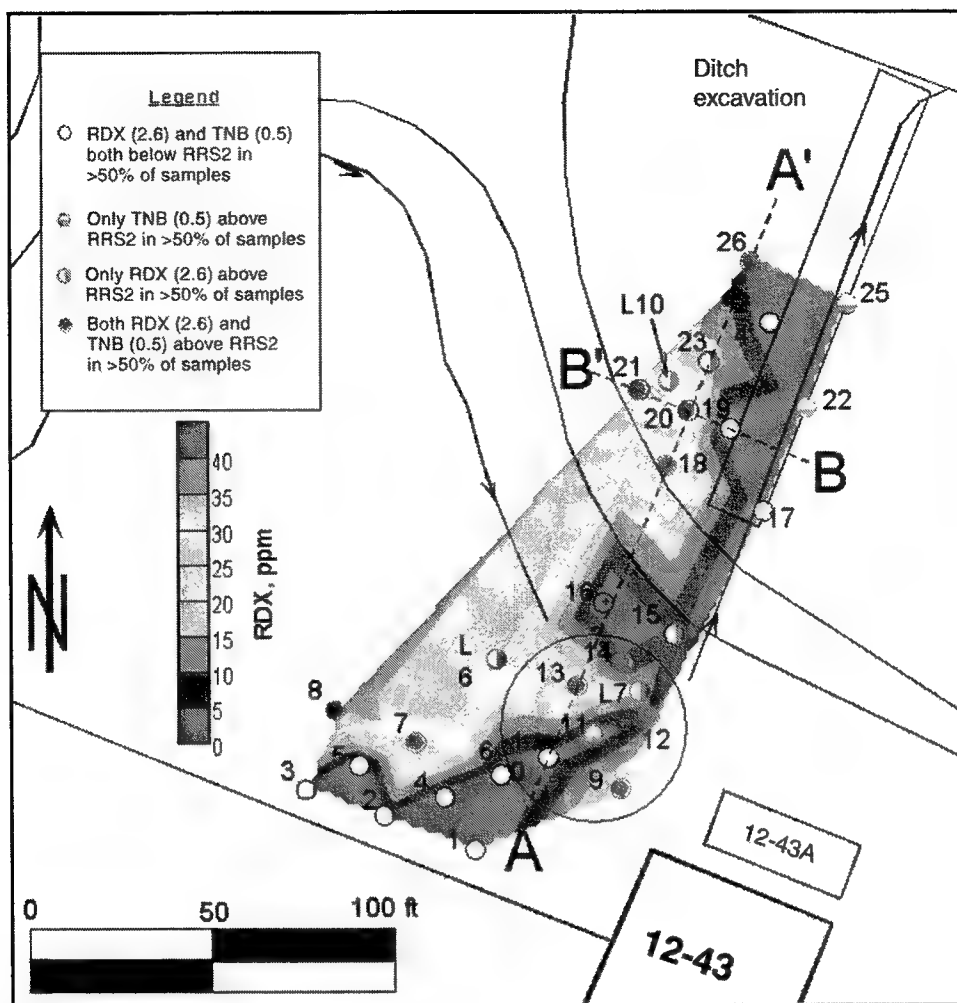 Legend
RDX (2.6) and TNB (0.5)
both below RRS2 in
>50% of samples
Only TNB (0.5) above
RRS2 in >50% of samples
Only RDX (2.6) above
RRS2 in >50% of samples
Both RDX (2.6) and
TNB (0.5) above RRS2
in >50% of samples
Ditch
excavation
A'
26
25
L10
23
B'
21
22
20
19
18
B
17
40
35
30
25
20
15
10
5
0
RDX, ppm
N
16
15
14
L
6
13
L7
8
7
11
12
6
10
5
3
4
9
2
1
A
12-43A
12-43
0
50
100 ft